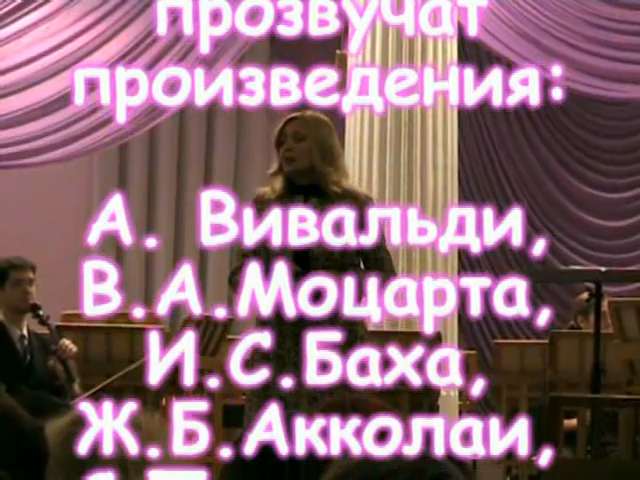 прозвучат
произведения:
А. Вивальди,
В.А.Моцарта,
И.С.Баха,
Ж.Б.Акколаи,